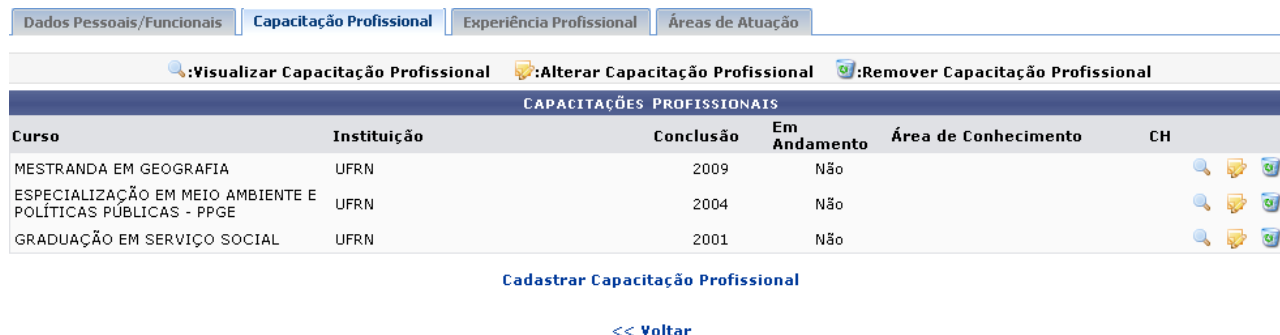 Dados Pessoais/Funcionais Capacitação Profissional Experiência Profissional Áreas de Atuação
:Visualizar Capacitação Profissional :Alterar Capacitação Profissional :Remover Capacitação Profissional
CAPACITAÇÕES PROFISSIONAIS
Curso Instituição Conclusão Em Andamento Área de Conhecimento CH
MESTRANDA EM GEOGRAFIA UFRN 2009 Não
ESPECIALIZAÇÃO EM MEIO AMBIENTE E
POLÍTICAS PÚBLICAS - PPGE UFRN 2004 Não
GRADUAÇÃO EM SERVIÇO SOCIAL UFRN 2001 Não
Cadastrar Capacitação Profissional
<< Voltar